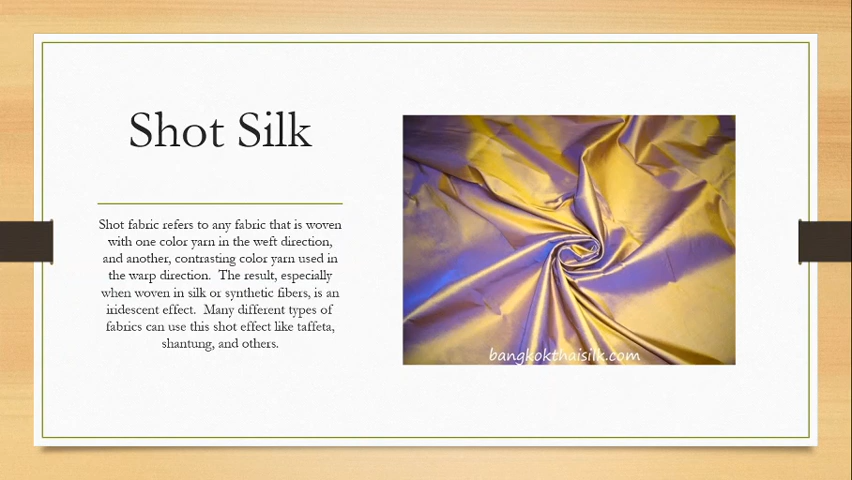 Shot Silk
Shot fabric refers to any fabric that is woven
with one color yarn in the weft direction,
and another, contrasting color yarn used in
the warp direction.  The result, especially
when woven in silk or synthetic fibers, is an
iridescent effect.  Many different types of
fabrics can use this shot effect like taffeta,
shantung, and others.
bangkokthaisilk.com